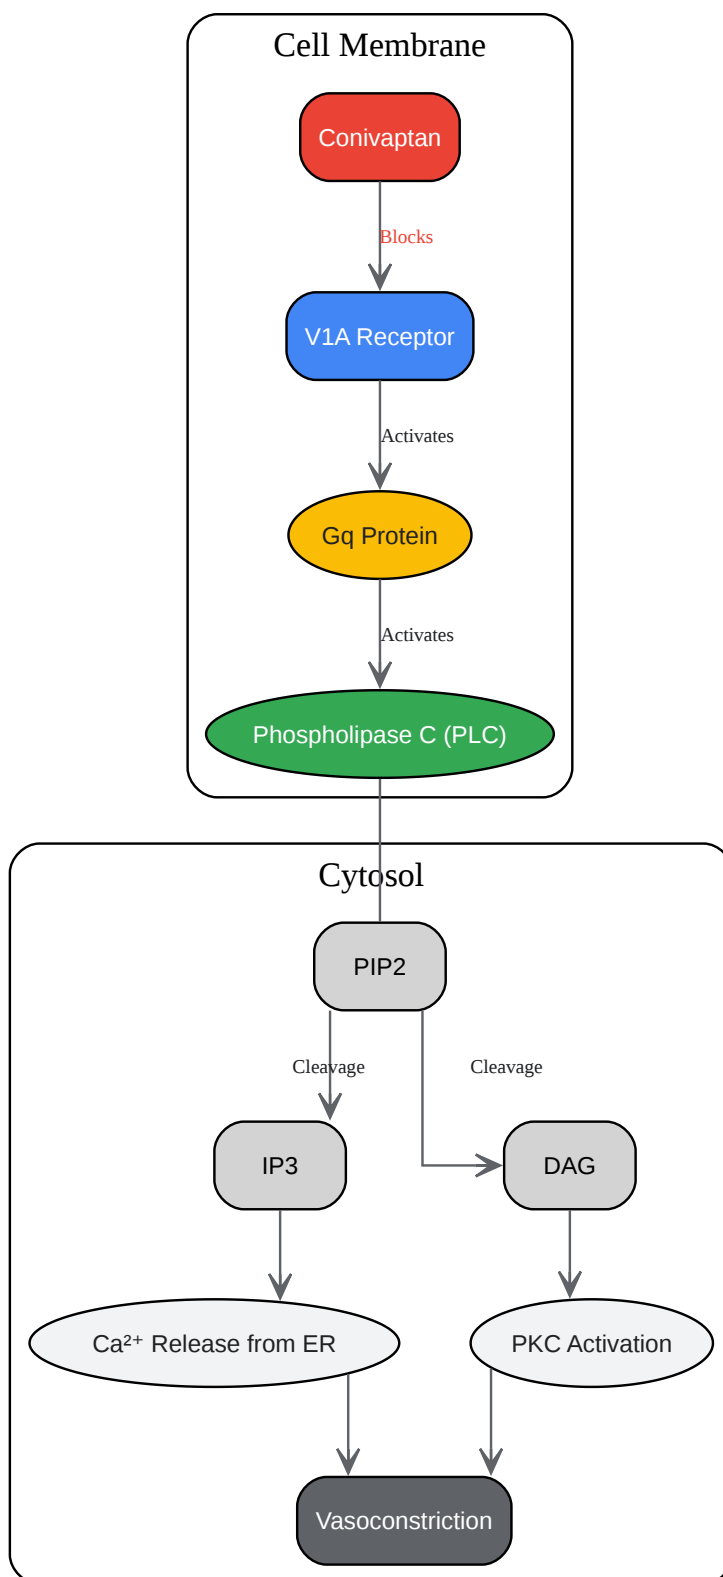 Cell Membrane
Conivaptan
Blocks
V1A Receptor
Activates
Gq Protein
Activates
Phospholipase C (PLC)
Cytosol
PIP2
Cleavage
Cleavage
IP3
DAG
Ca²⁺ Release from ER
PKC Activation
Vasoconstriction